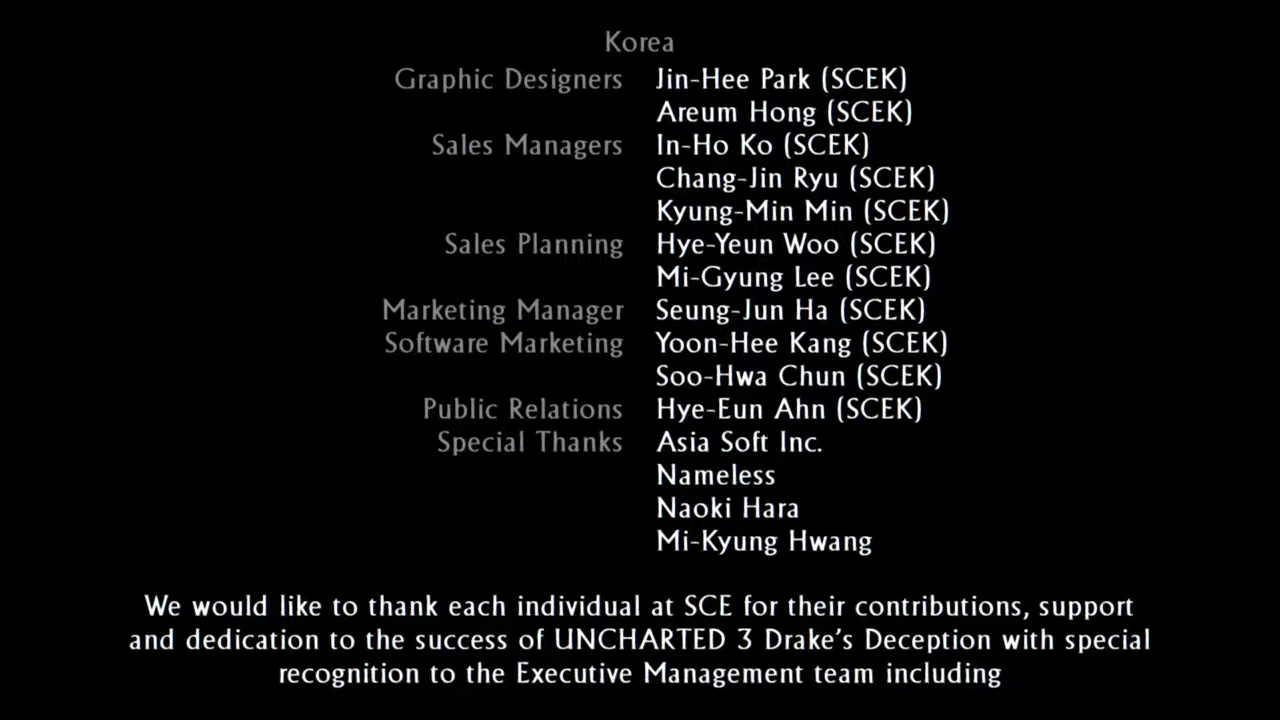 Korea
Graphic Designers Jin-Hee Park (SCEK)
Areum Hong (SCEK)
Sales Managers In-Ho Ko (SCEK)
Chang-Jin Ryu (SCEK)
Kyung-Min Min (SCEK)
Sales Planning Hye-Yeun Woo (SCEK)
Mi-Gyung Lee (SCEK)
Marketing Manager Seung-Jun Ha (SCEK)
Software Marketing Yoon-Hee Kang (SCEK)
Soo-Hwa Chun (SCEK)
Public Relations Hye-Eun Ahn (SCEK)
Special Thanks Asia Soft Inc.
Nameless
Naoki Hara
Mi-Kyung Hwang
We would like to thank each individual at SCE for their contributions, support
and dedication to the success of UNCHARTED 3 Drake's Deception with special
recognition to the Executive Management team including